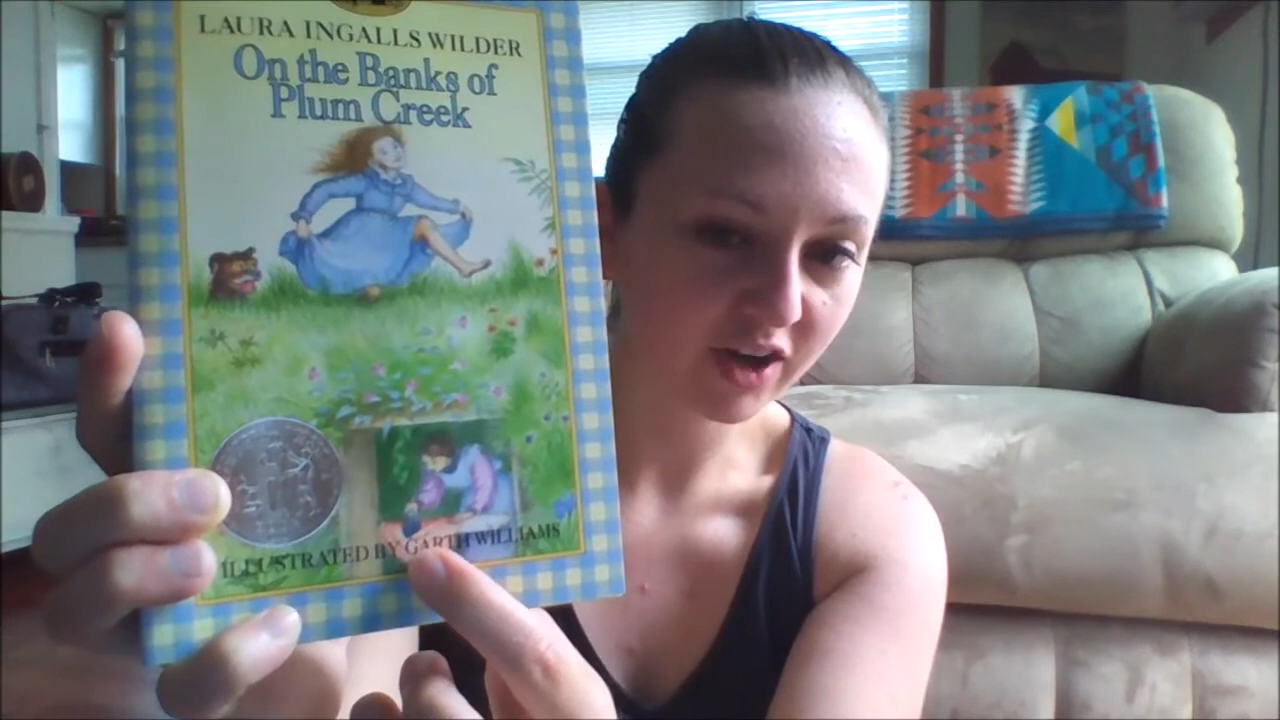 LAURA INGALLS WILDER
On the Banks of
Plum Creek
ILLUSTRATED BY GARTH WILLIAMS